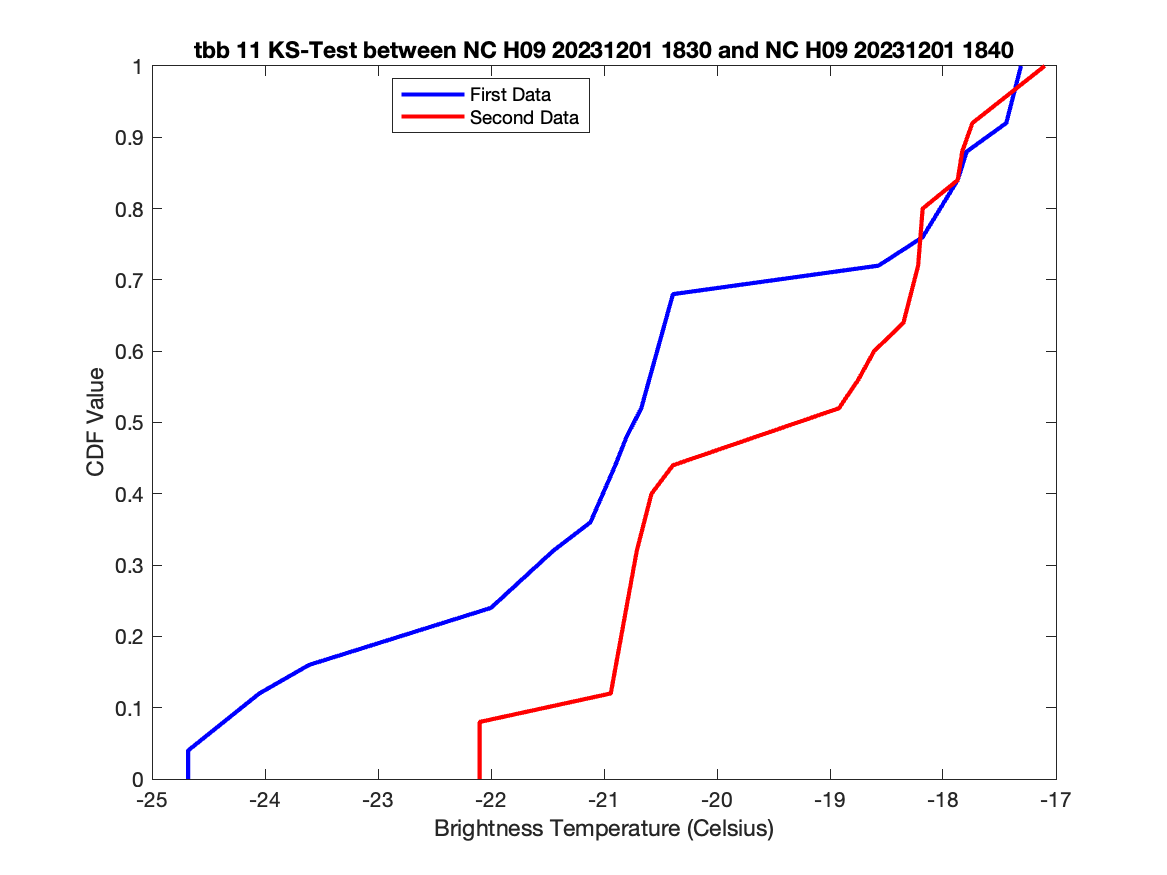 tbb 11 KS-Test between NC H09 20231201 1830 and NC H09 20231201 1840
First Data
Second Data
1
0.9
0.8
0.7
0.6
0.5
0.4
0.3
0.2
0.1
0
CDF Value
-25 -24 -23 -22 -21 -20 -19 -18 -17
Brightness Temperature (Celsius)